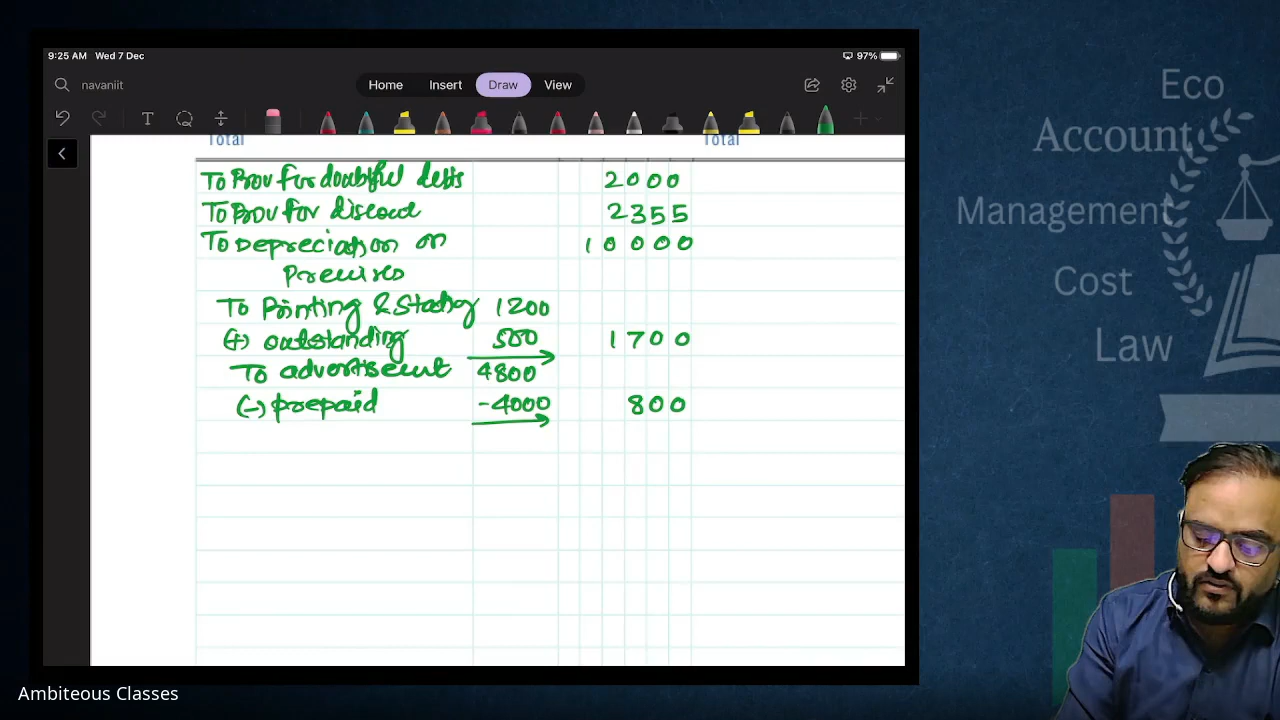 9:25 AM Wed 7 Dec
97%
navaniit
Home Insert Draw View
Total Total
To Prov for doubtful debts 2000
To Prov for discout 2355
To Depreciation on 10000
Premises
To Printing & 1200
(+) outstanding 500 1700
To advertisement 4800
(-) prepaid -4000 800
Eco
Account
Management
Cost
Law
Ambiteous Classes